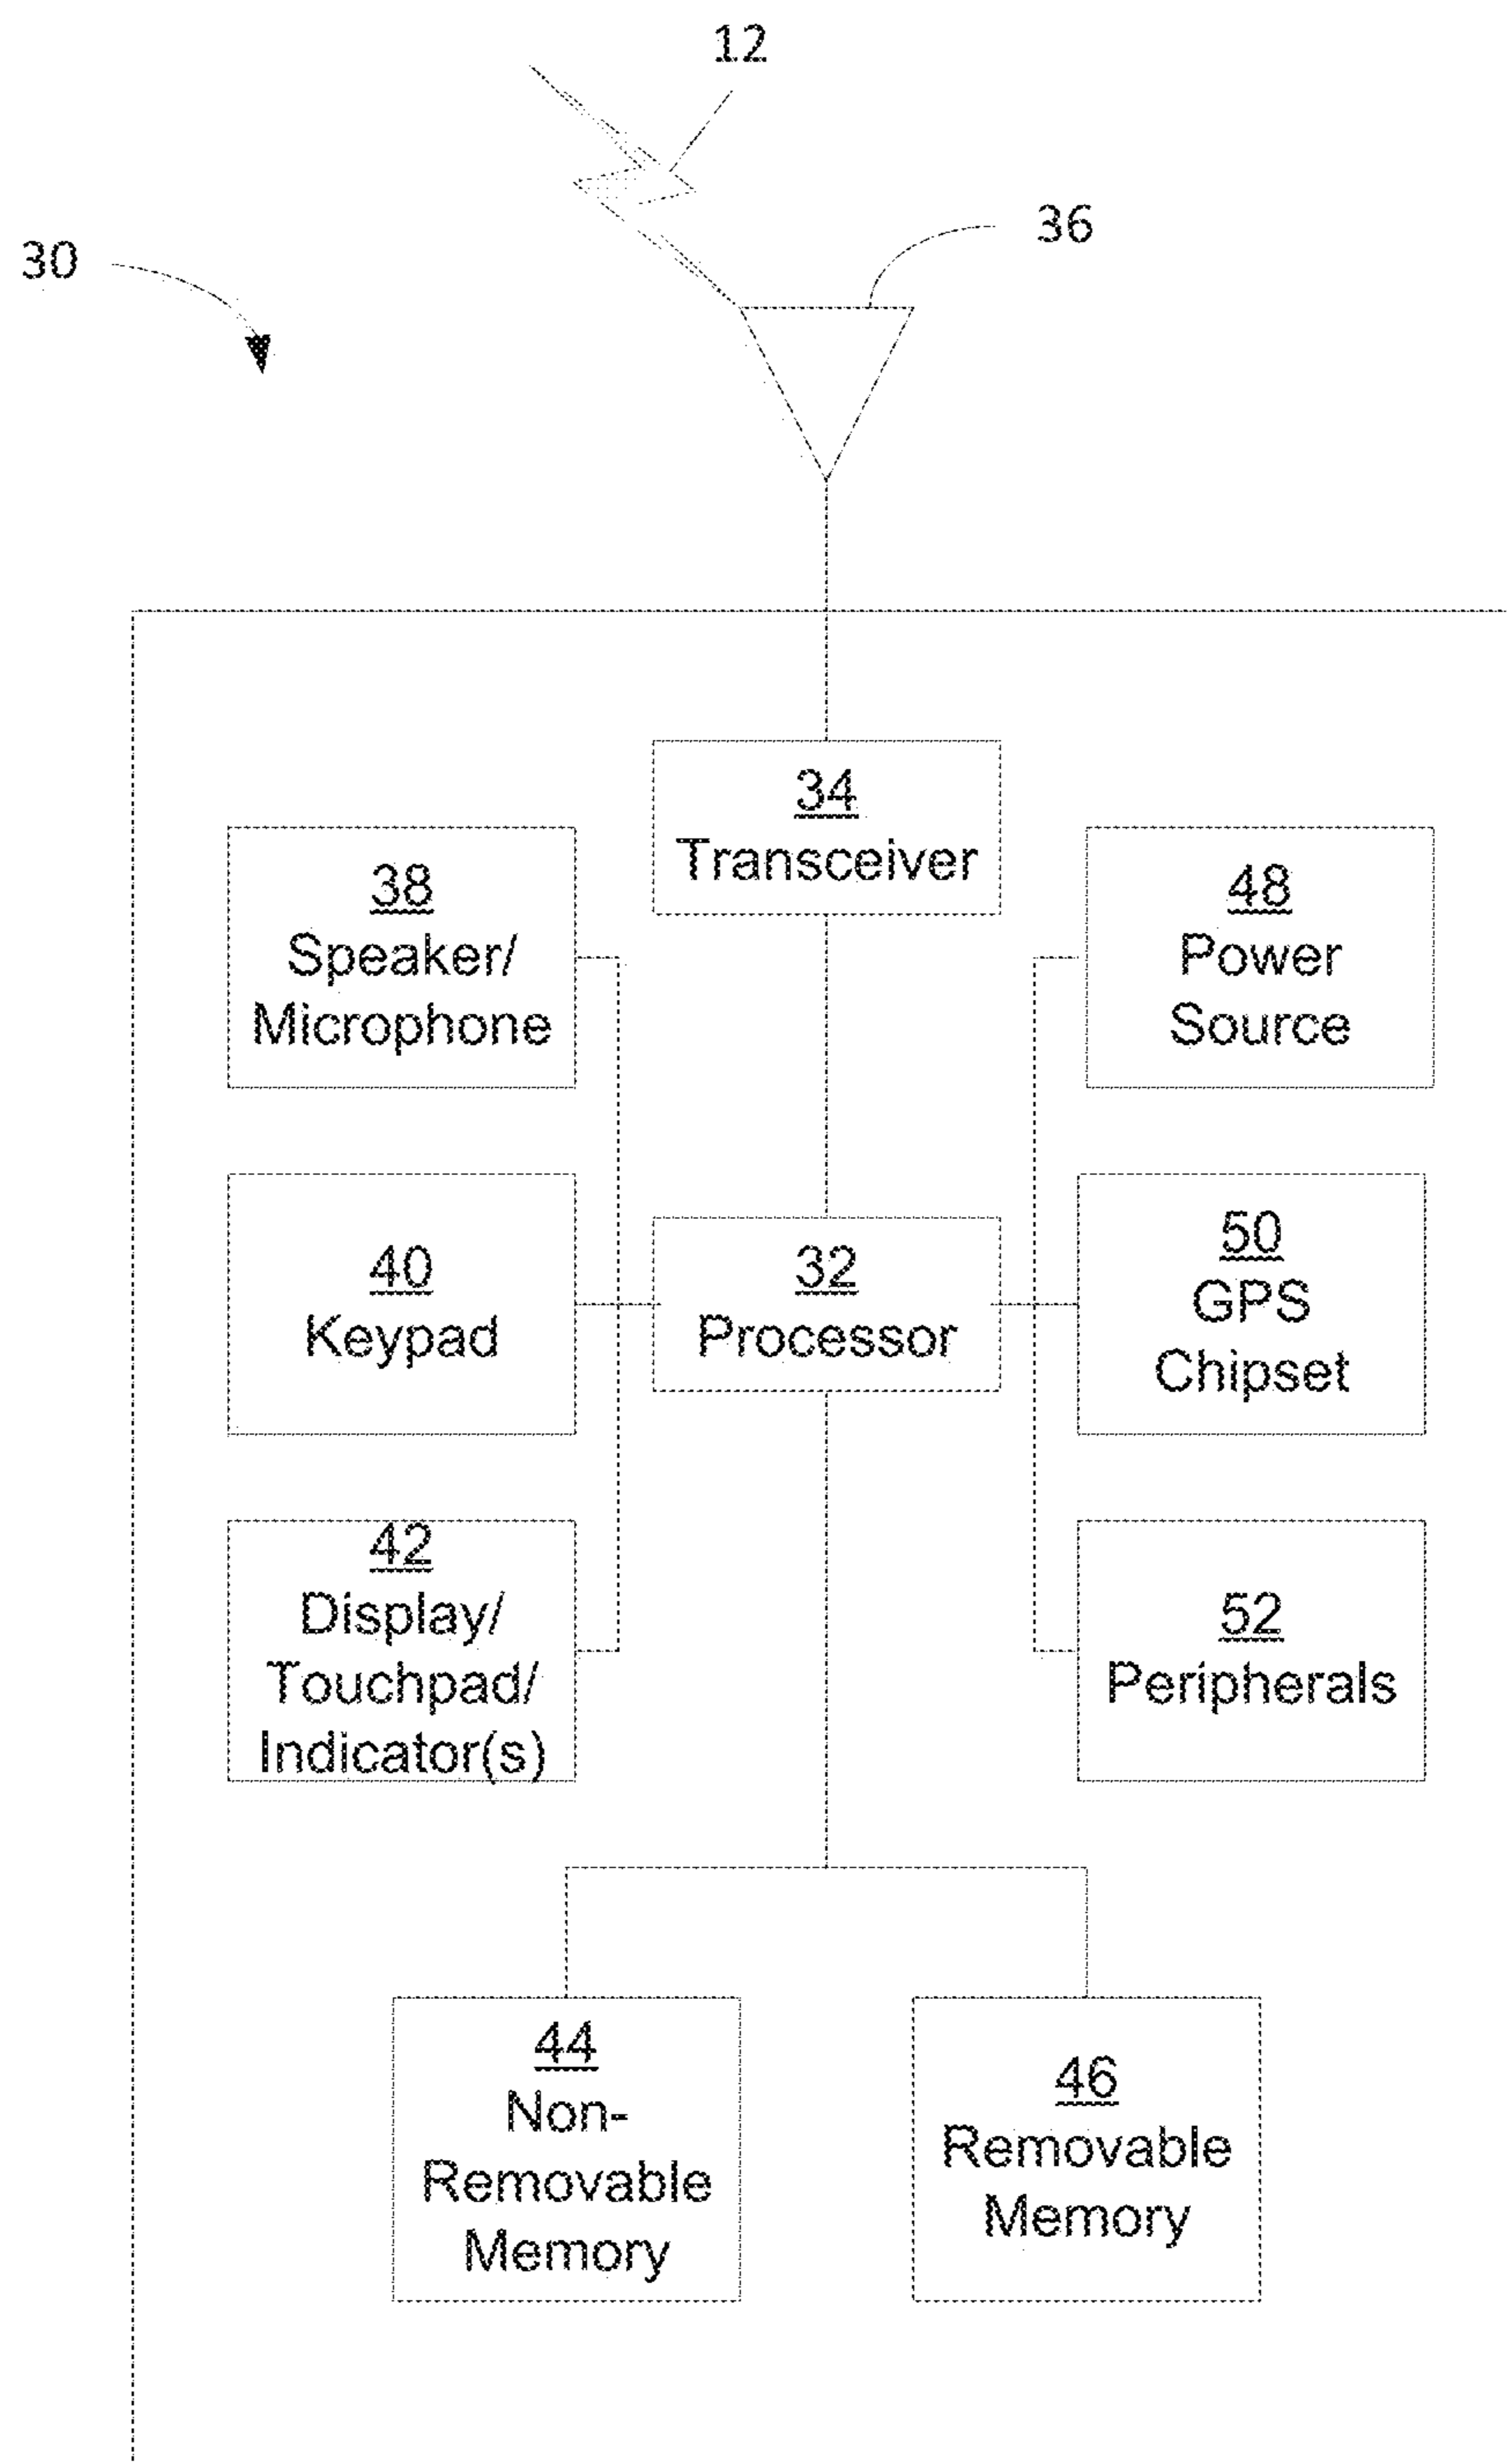 12
36
30
34
Transceiver
38
Speaker/
Microphone
48
Power
Source
40
Keypad
32
Processor
50
GPS
Chipset
42
Display/
Touchpad/
Indicator(s)
52
Peripherals
44
Non-
Removable
Memory
46
Removable
Memory